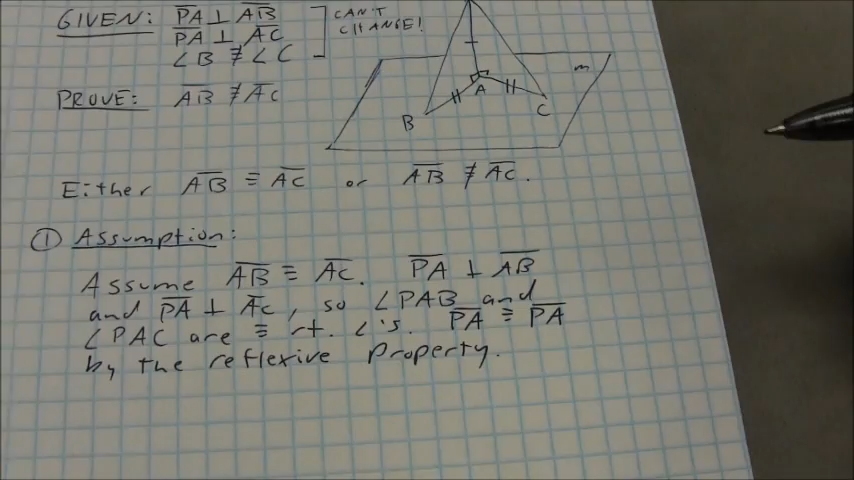 GIVEN: PA ⊥ AB
PA ⊥ AC
∠B ≢ ∠C
CAN'T
CHANGE!
PROVE: AB ≢ AC
m
A
B
C
Either AB ≡ AC or AB ≢ AC.
① Assumption:
Assume AB ≡ AC. PA ⊥ AB
and PA ⊥ AC, so ∠PAB and
∠PAC are ≡ rt. ∠'s. PA ≡ PA
by the reflexive property.